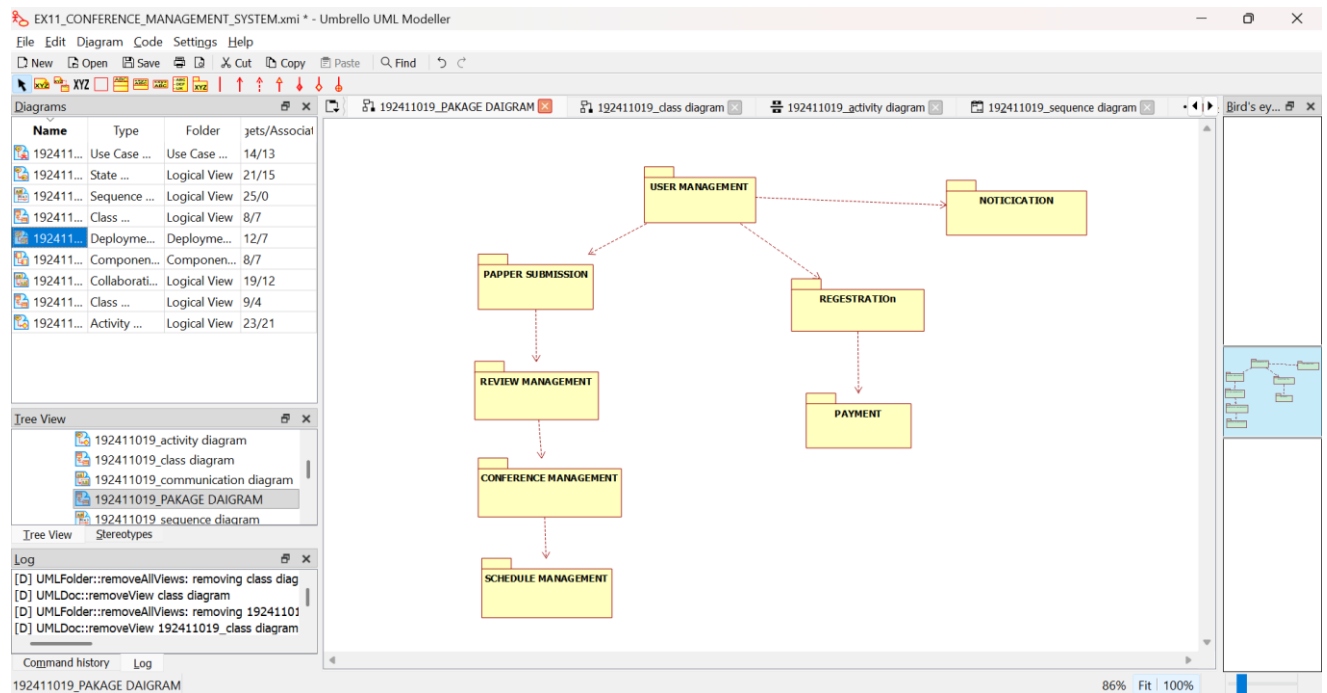 EX11_CONFERENCE_MANAGEMENT_SYSTEM.xmi * - Umbrello UML Modeller
File Edit Diagram Code Settings Help
New Open Save Cut Copy Paste Find
XYZ
Diagrams
192411019_PAKAGE DAIGRAM 192411019_class diagram 192411019_activity diagram 192411019_sequence diagram
Bird's ey...
Name Type Folder jets/Associat
192411... Use Case ... Use Case ... 14/13
192411... State ... Logical View 21/15
192411... Sequence ... Logical View 25/0
192411... Class ... Logical View 8/7
192411... Deployme... Deployme... 12/7
192411... Componen... Componen... 8/7
192411... Collaborati... Logical View 19/12
192411... Class ... Logical View 9/4
192411... Activity ... Logical View 23/21
USER MANAGEMENT
NOTICICATION
PAPPER SUBMISSION
REGESTRATIOn
REVIEW MANAGEMENT
PAYMENT
CONFERENCE MANAGEMENT
SCHEDULE MANAGEMENT
Tree View
192411019_activity diagram
192411019_class diagram
192411019_communication diagram
192411019_PAKAGE DAIGRAM
192411019_sequence diagram
Tree View Stereotypes
Log
[D] UMLFolder::removeAllViews: removing class diag
[D] UMLDoc::removeView class diagram
[D] UMLFolder::removeAllViews: removing 19241101
[D] UMLDoc::removeView 192411019_class diagram
Command history Log
192411019_PAKAGE DAIGRAM
86% Fit 100%